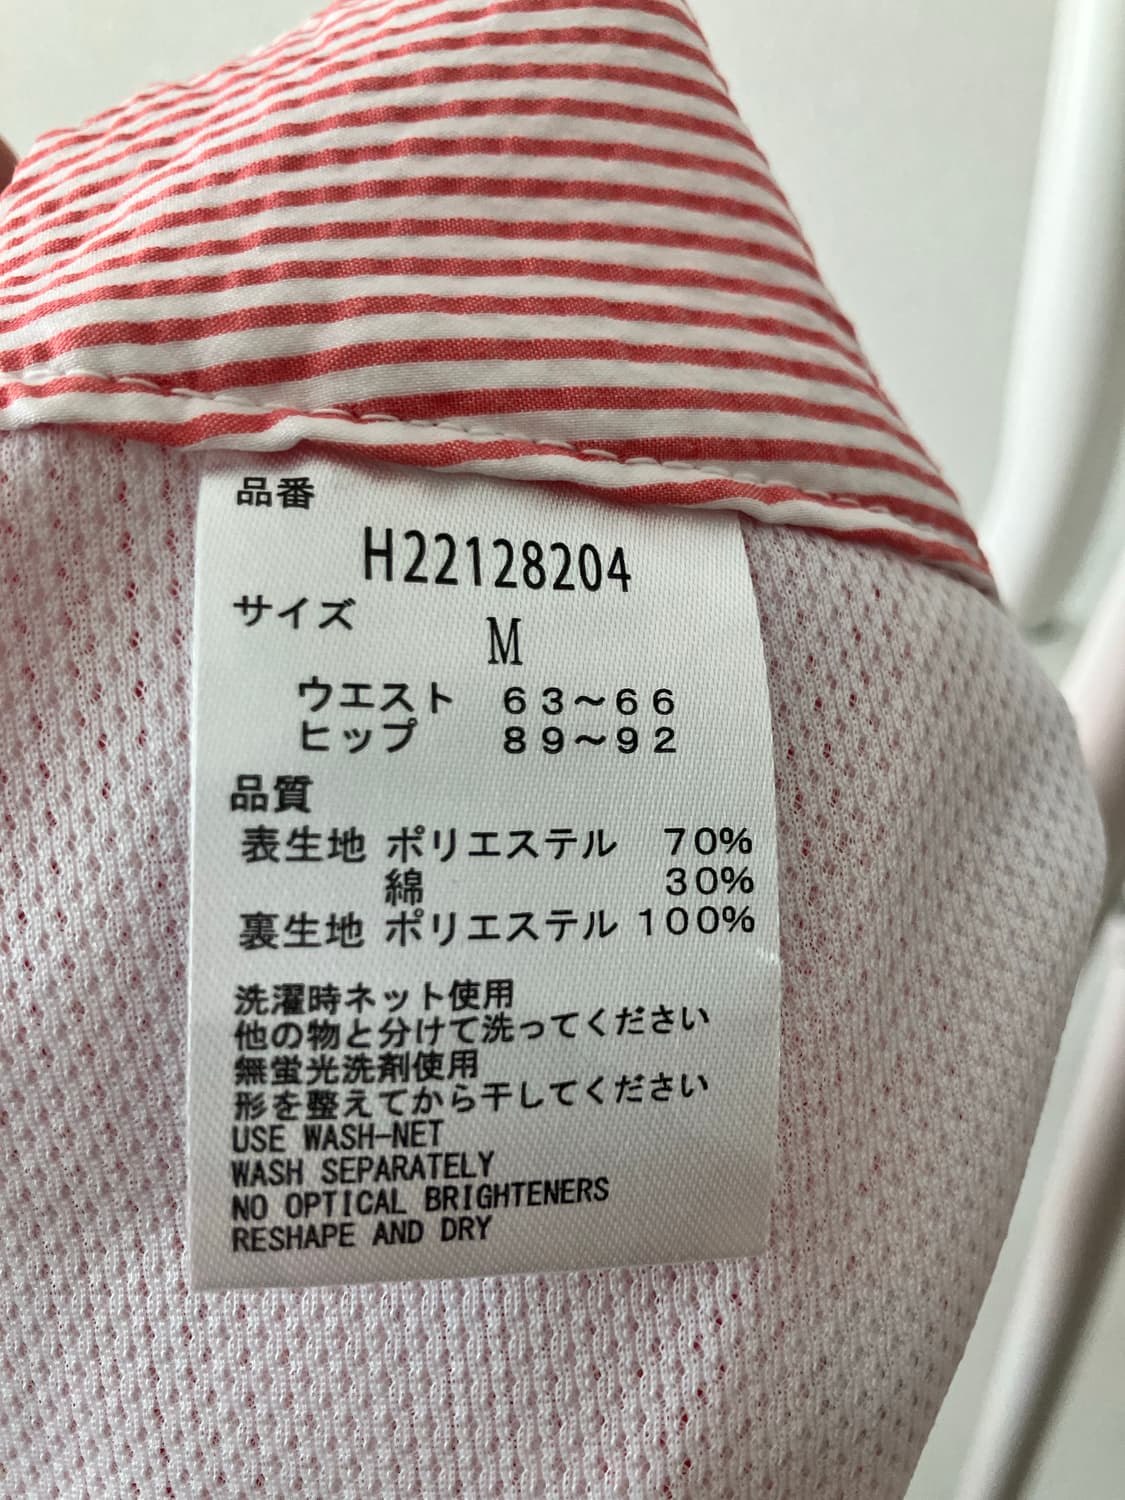 品番
H22128204
サイズ
M
ウエスト 63〜66
ヒップ 89〜92
品質
表生地 ポリエステル 70%
綿 30%
裏生地 ポリエステル 100%
洗濯時ネット使用
他の物と分けて洗ってください
無蛍光洗剤使用
形を整えてから干してください
USE WASH-NET
WASH SEPARATELY
NO OPTICAL BRIGHTENERS
RESHAPE AND DRY